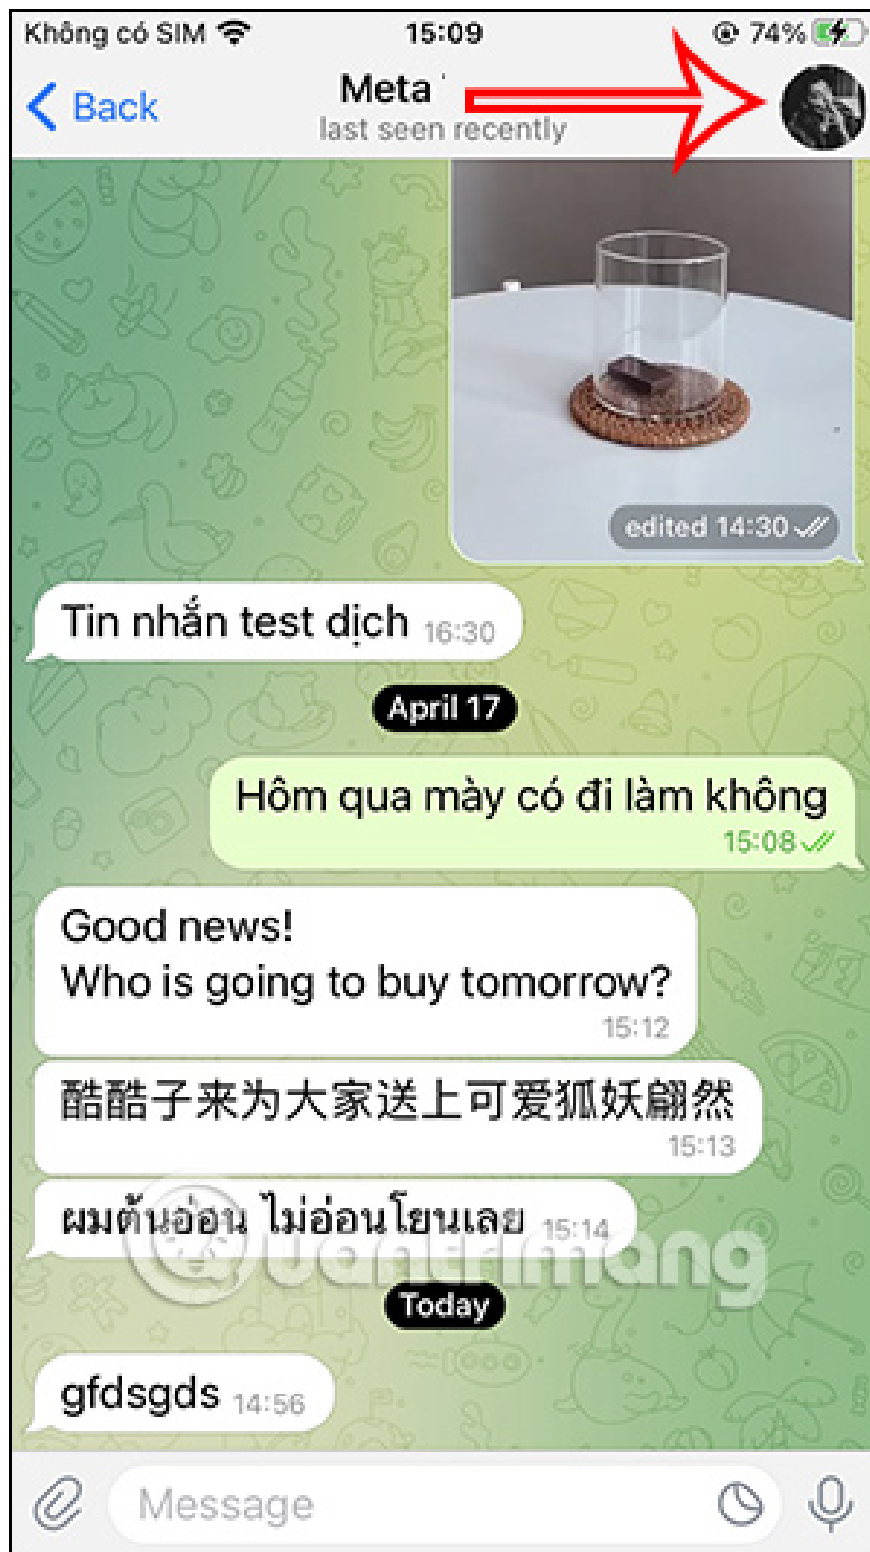 Không có SIM 15:09 74%
Back
Meta
last seen recently
edited 14:30
Tin nhắn test dịch 16:30
April 17
Hôm qua mày có đi làm không
15:08
Good news!
Who is going to buy tomorrow?
15:12
酷酷子来为大家送上可爱狐妖翩然
15:13
ผมต้นอ่อน ไม่อ่อนโยนเลย 15:14
Quantrimang
Today
gfdsgds 14:56
Message